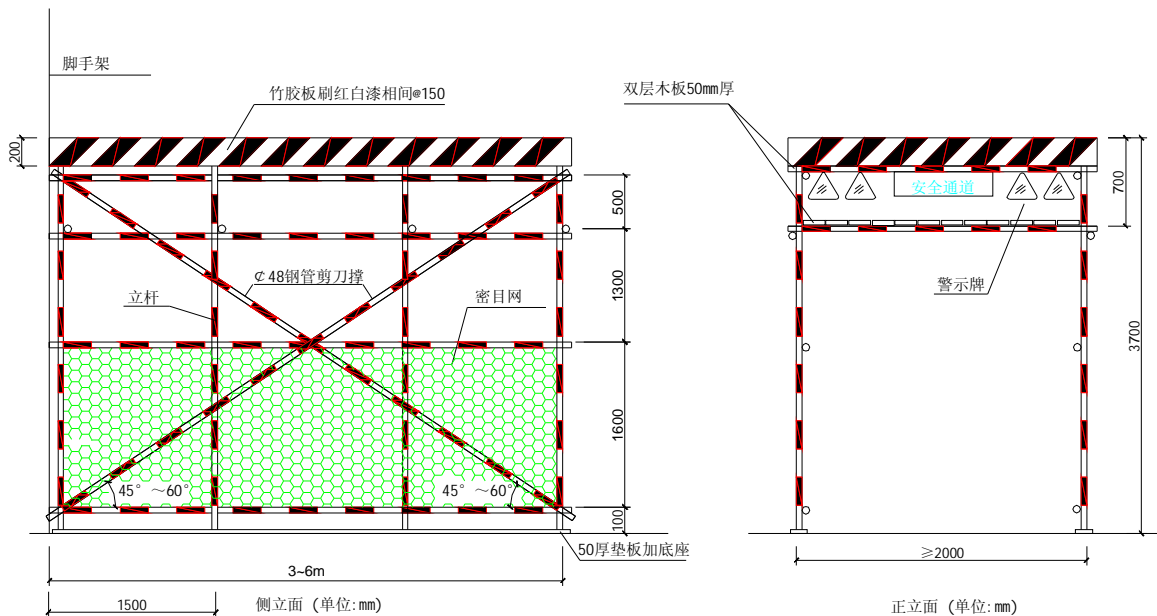 脚手架
竹胶板刷红白漆相间@150
双层木板50mm厚
200
500
700
安全通道
¢48钢管剪刀撑
1300
立杆
密目网
警示牌
3700
1600
45° ～60°
45° ～60°
100
50厚垫板加底座
≥2000
3~6m
1500
侧立面 (单位:mm)
正立面 (单位:mm)